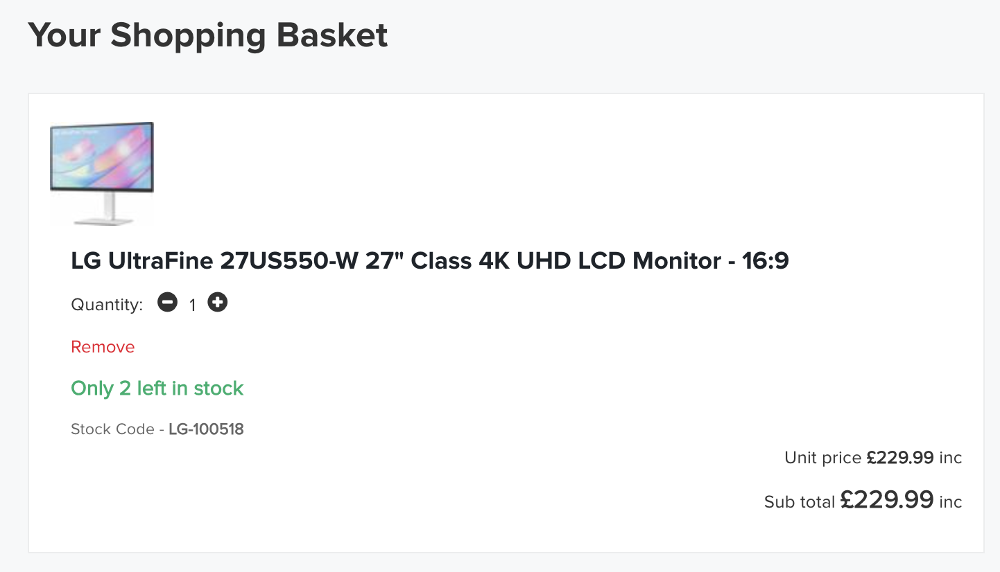 Your Shopping Basket
LG UltraFine 27US550-W 27" Class 4K UHD LCD Monitor - 16:9
Quantity: 1
Remove
Only 2 left in stock
Stock Code - LG-100518
Unit price £229.99 inc
Sub total £229.99 inc